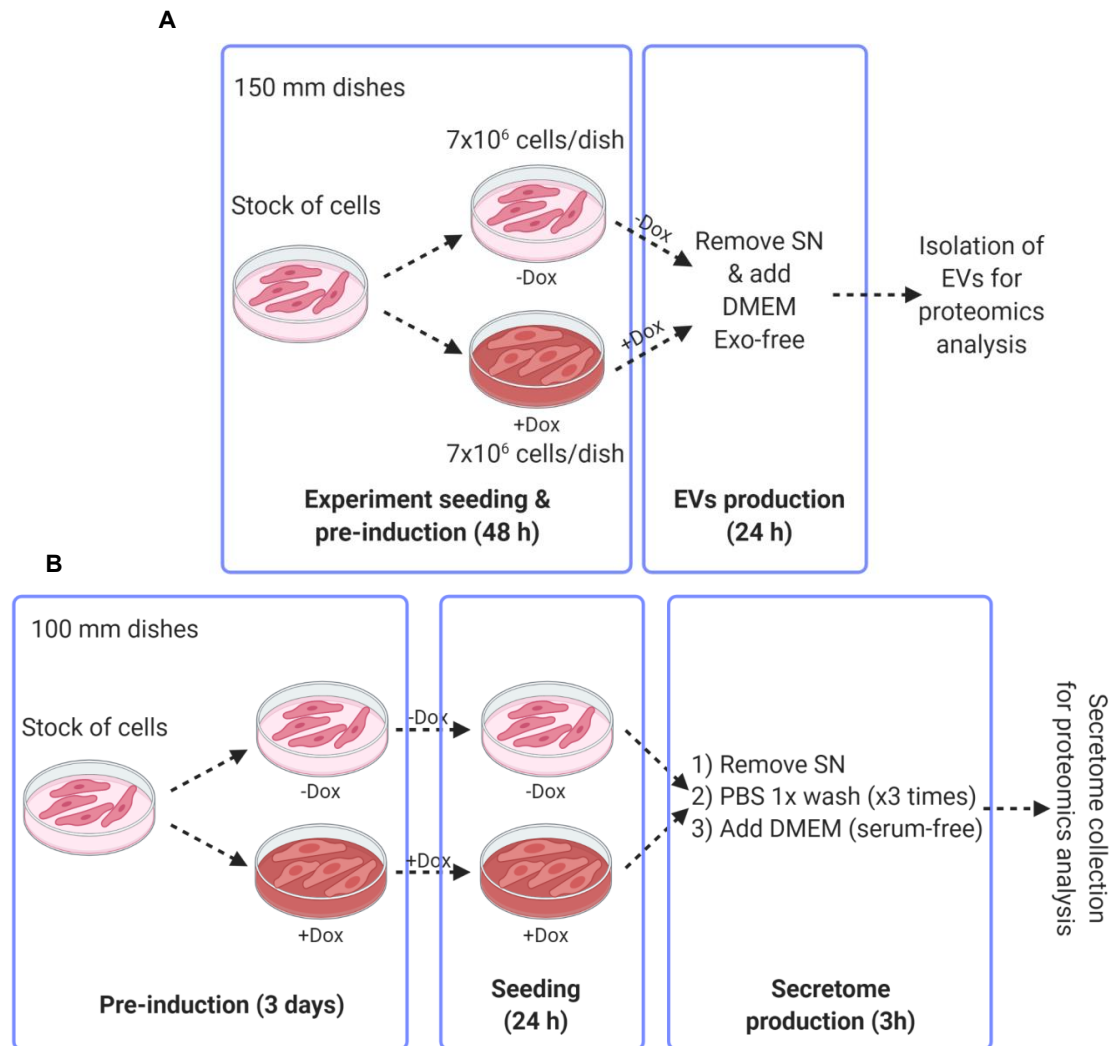 A
150 mm dishes
7x10⁶ cells/dish
Stock of cells
-Dox
-Dox
+Dox
+Dox
7x10⁶ cells/dish
Remove SN
& add
DMEM
Exo-free
Isolation of
EVs for
proteomics
analysis
Experiment seeding &
pre-induction (48 h)
EVs production
(24 h)
B
100 mm dishes
Stock of cells
-Dox
-Dox
-Dox
+Dox
+Dox
+Dox
1) Remove SN
2) PBS 1x wash (x3 times)
3) Add DMEM (serum-free)
Secretome collection
for proteomics analysis
Pre-induction (3 days)
Seeding
(24 h)
Secretome
production (3h)